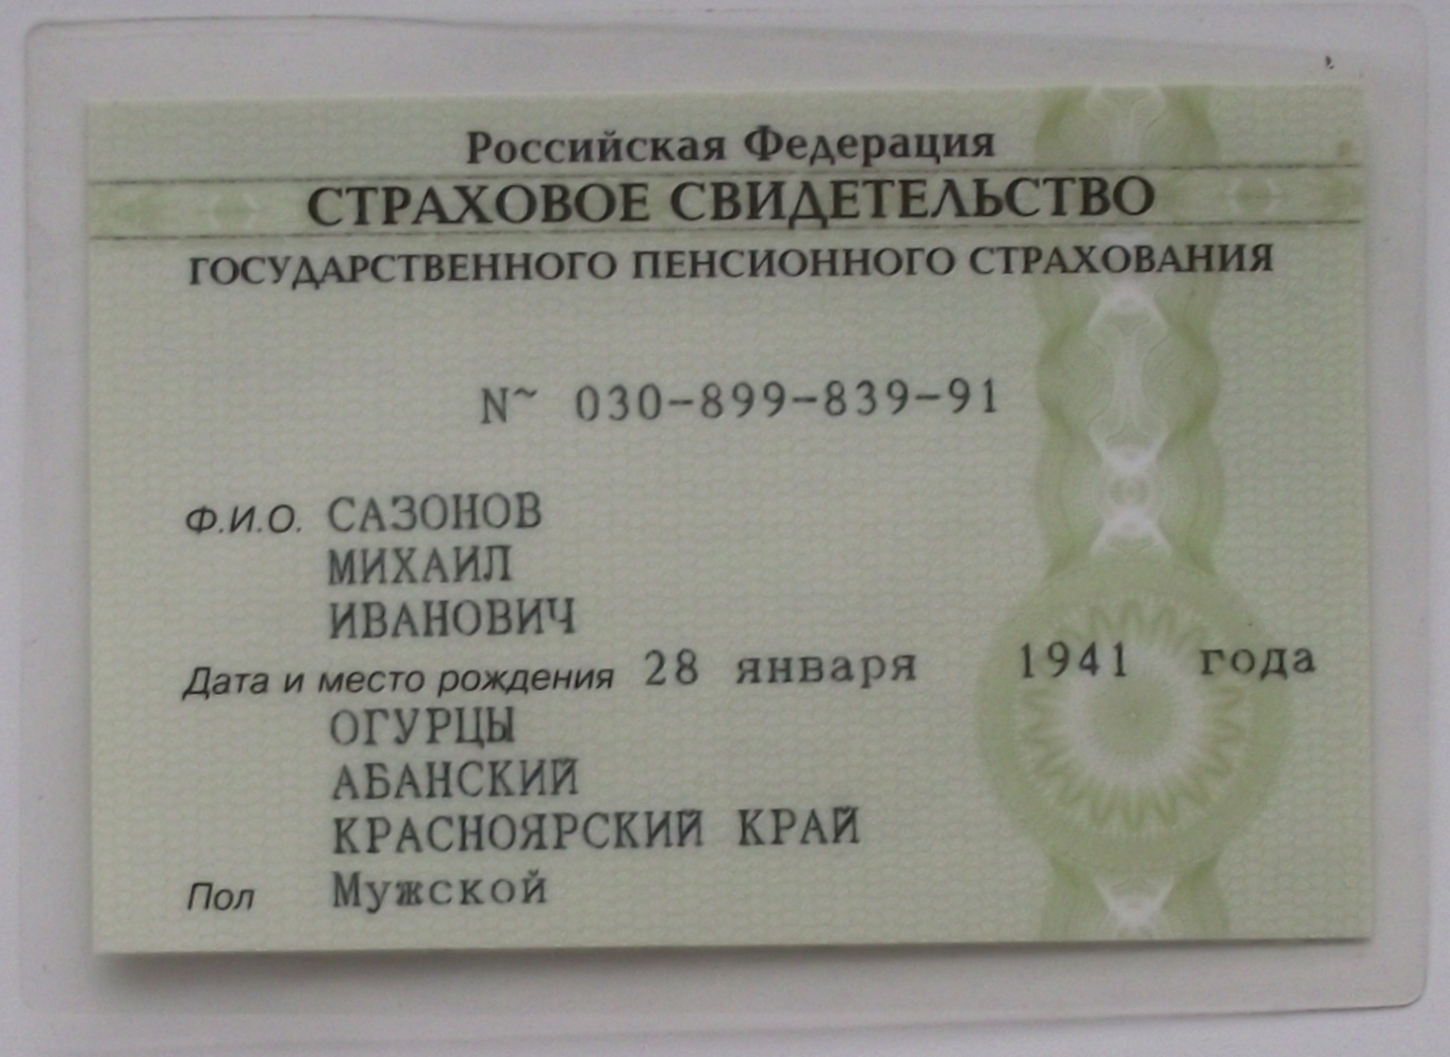 Российская Федерация
СТРАХОВОЕ СВИДЕТЕЛЬСТВО
ГОСУДАРСТВЕННОГО ПЕНСИОННОГО СТРАХОВАНИЯ
N~ 030-899-839-91
Ф.И.О. САЗОНОВ
МИХАИЛ
ИВАНОВИЧ
Дата и место рождения 28 января 1941 года
ОГУРЦЫ
АБАНСКИЙ
КРАСНОЯРСКИЙ КРАЙ
Пол Мужской